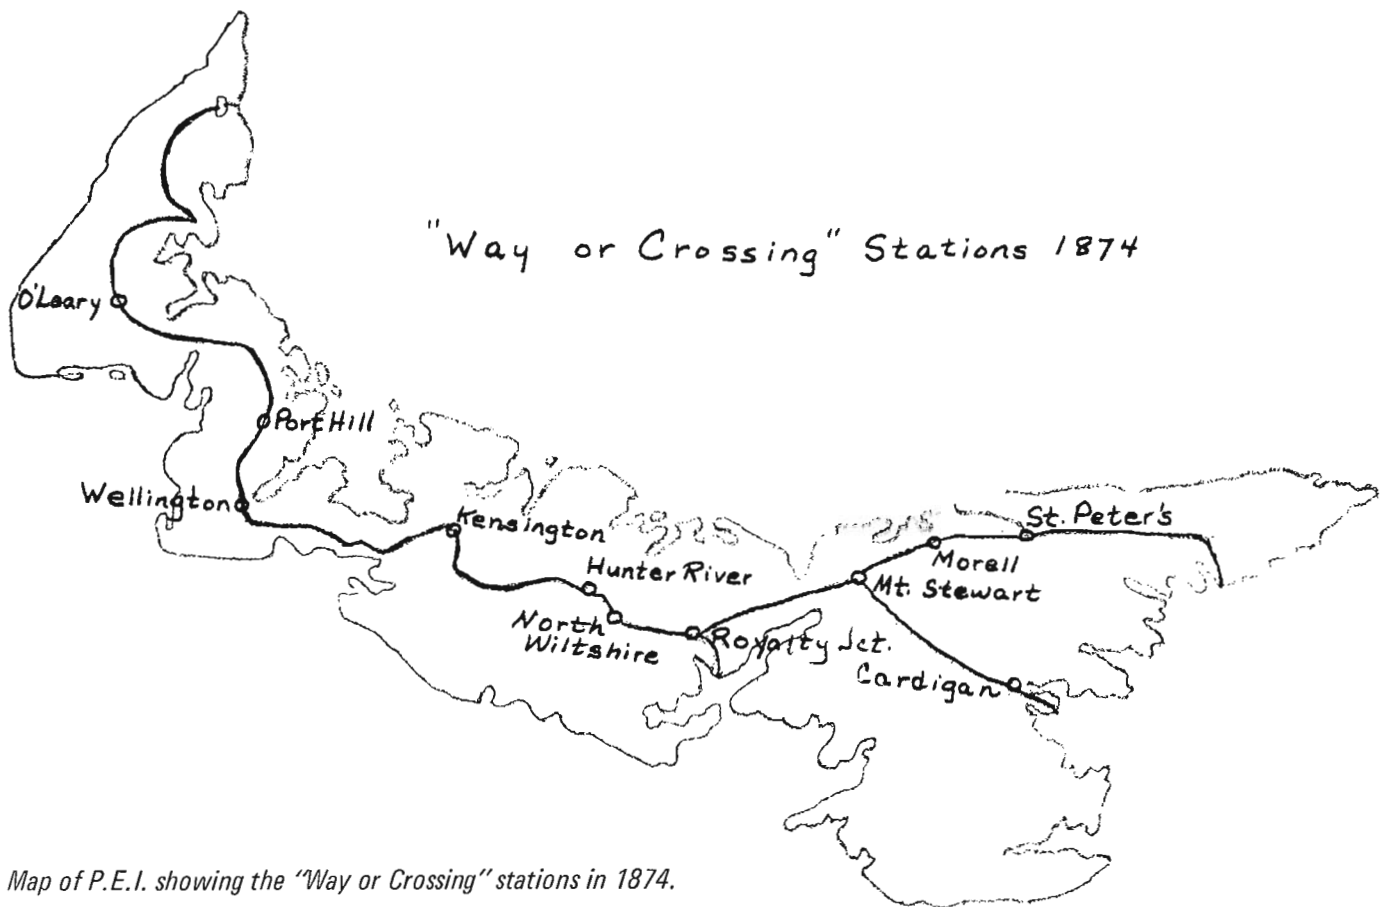 "Way or Crossing" Stations 1874
O'Leary
Port Hill
Wellington
Kensington
St. Peter's
Morell
Hunter River
Mt. Stewart
North
Wiltshire
Royalty Jct.
Cardigan
Map of P.E.I. showing the "Way or Crossing" stations in 1874.